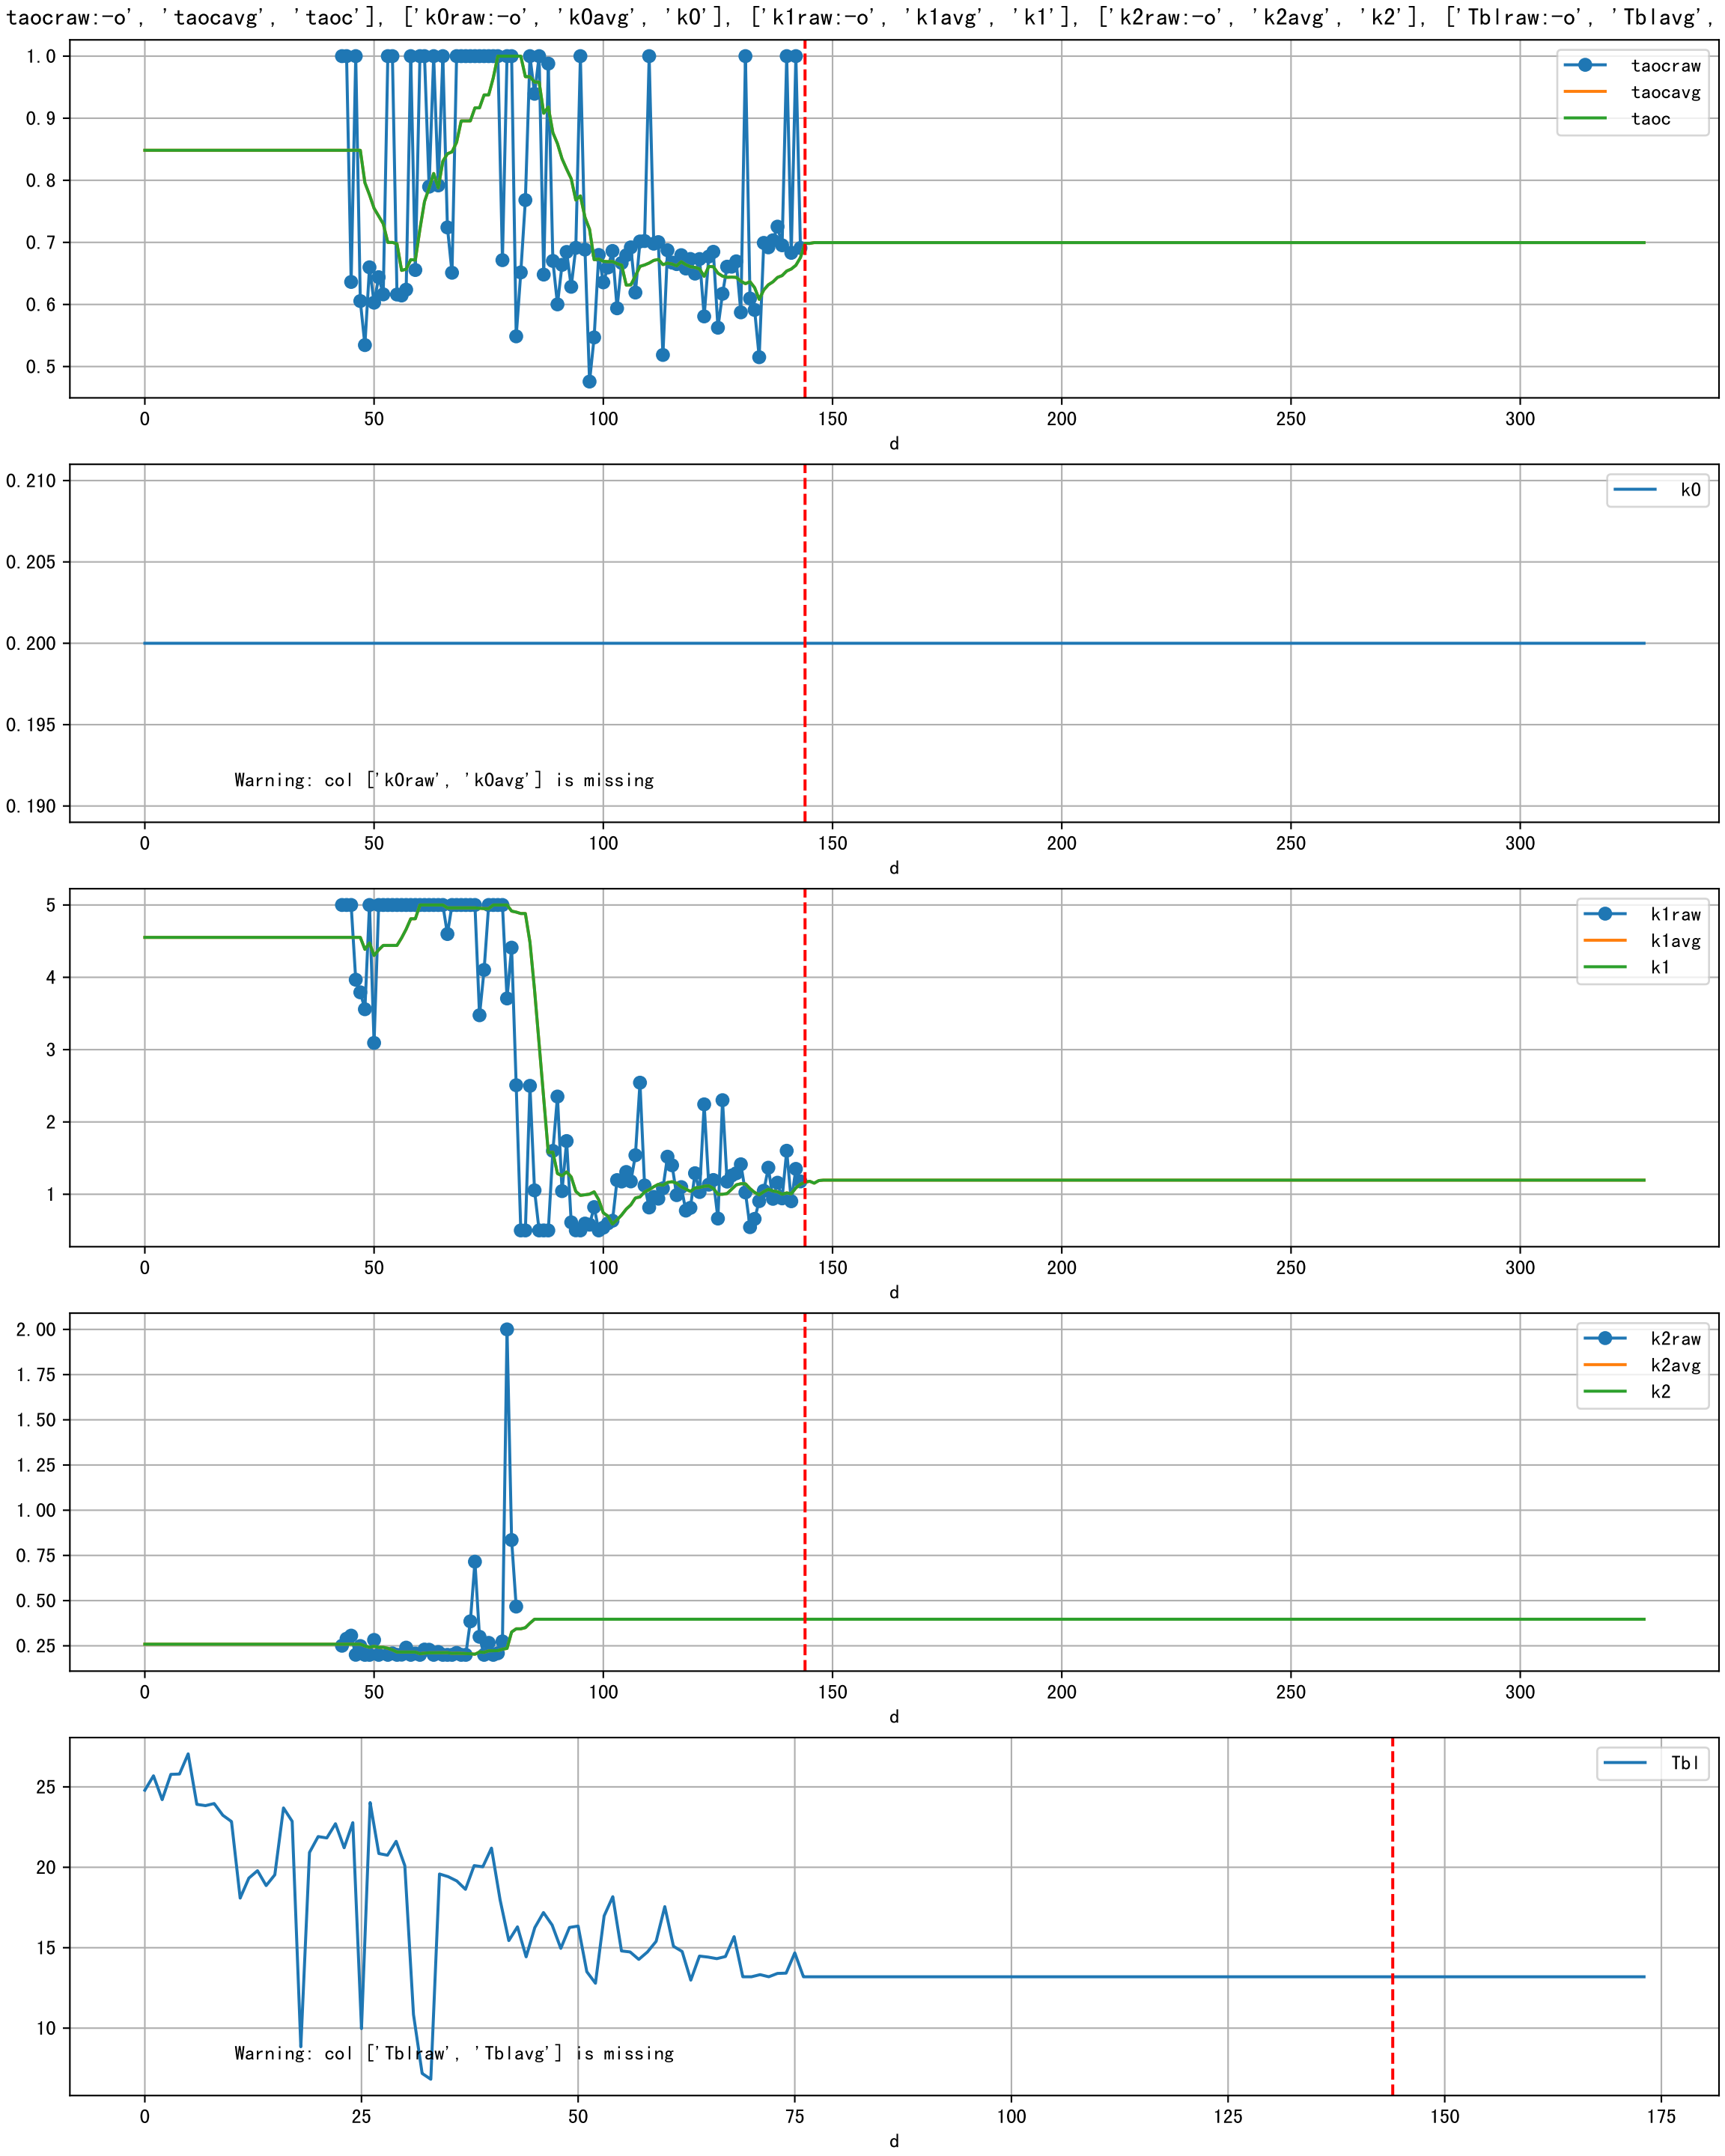 taocraw:-o', 'taocavg', 'taoc'], ['k0raw:-o', 'k0avg', 'k0'], ['k1raw:-o', 'k1avg', 'k1'], ['k2raw:-o', 'k2avg', 'k2'], ['Tblraw:-o', 'Tblavg',
1.0
0.9
0.8
0.7
0.6
0.5
taocraw
taocavg
taoc
0 50 100 150 200 250 300
d
0.210
0.205
0.200
0.195
0.190
k0
Warning: col ['k0raw', 'k0avg'] is missing
0 50 100 150 200 250 300
d
5
4
3
2
1
k1raw
k1avg
k1
0 50 100 150 200 250 300
d
2.00
1.75
1.50
1.25
1.00
0.75
0.50
0.25
k2raw
k2avg
k2
0 50 100 150 200 250 300
d
25
20
15
10
Tbl
Warning: col ['Tblraw', 'Tblavg'] is missing
0 25 50 75 100 125 150 175
d